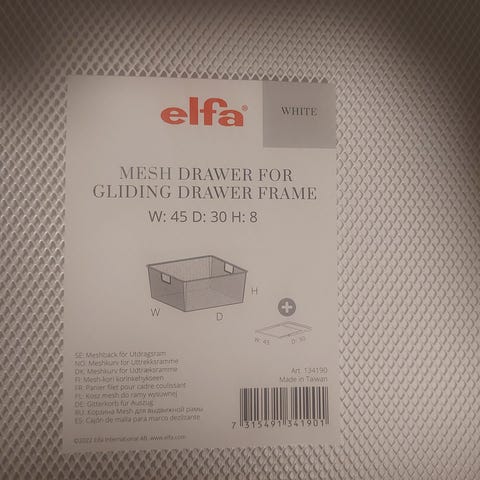 elfa®
WHITE
MESH DRAWER FOR
GLIDING DRAWER FRAME
W: 45 D: 30 H: 8
W
D
H
W: 45
D: 30
SE: Meshback för Utdragsram
NO: Meshkurv for Uttrekksramme
DK: Meshkurv for Udtræksramme
FI: Mesh-kori korinkehykseen
FR: Panier filet pour cadre coulissant
PL: Kosz mesh do ramy wysuwnej
DE: Gitterkorb für Auszug
RU: Корзина Mesh для выдвижной рамы
ES: Cajón de malla para marco deslizante
Art. 134190
Made in Taiwan
7 315491 341901
©2022 Elfa International AB, www.elfa.com